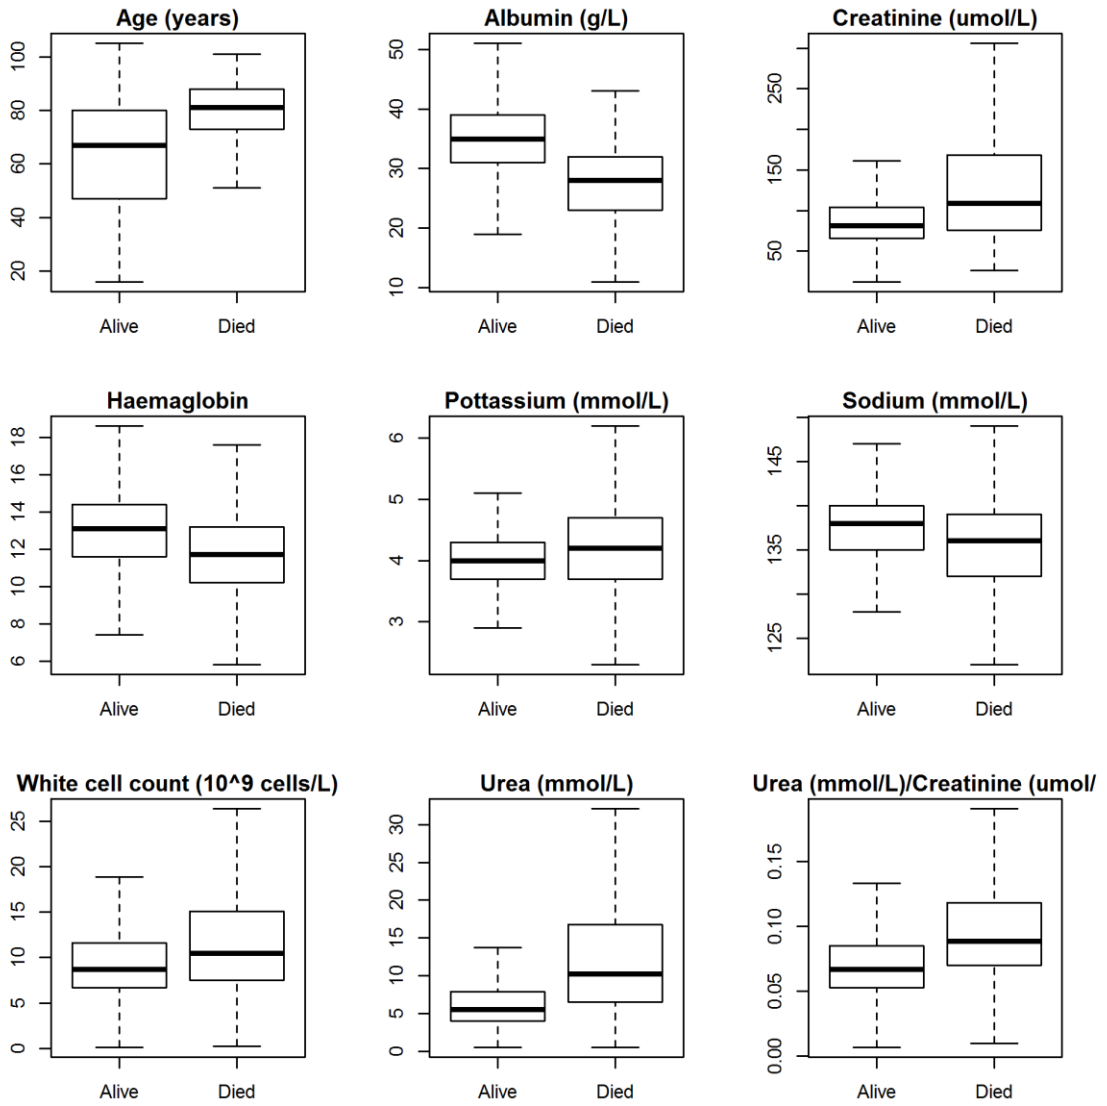 Age (years)
Albumin (g/L)
Creatinine (umol/L)
100
80
60
40
20
50
40
30
20
10
250
150
50
Alive
Died
Alive
Died
Alive
Died
Haemaglobin
Pottassium (mmol/L)
Sodium (mmol/L)
18
16
14
12
10
8
6
6
5
4
3
145
135
125
Alive
Died
Alive
Died
Alive
Died
White cell count (10^9 cells/L)
Urea (mmol/L)
Urea (mmol/L)/Creatinine (umol/
25
20
15
10
5
0
30
25
20
15
10
5
0
0.15
0.10
0.05
0.00
Alive
Died
Alive
Died
Alive
Died